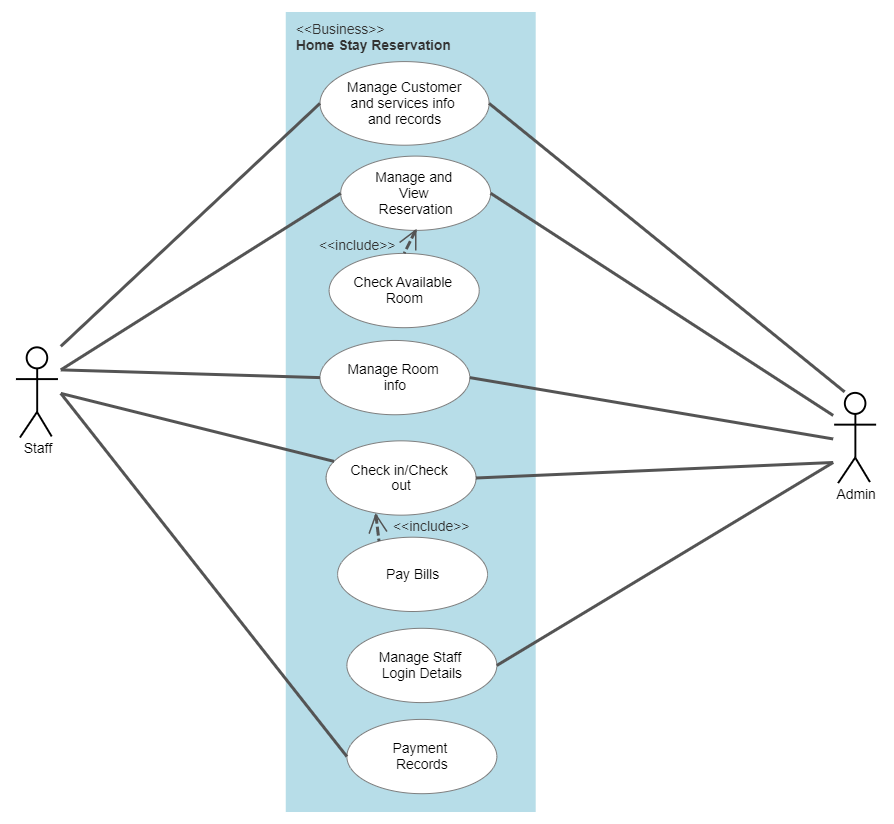 <<Business>>
Home Stay Reservation
Manage Customer
and services info
and records
Manage and
View
Reservation
<<include>>
Check Available
Room
Manage Room
info
Staff
Check in/Check
out
Admin
<<include>>
Pay Bills
Manage Staff
Login Details
Payment
Records